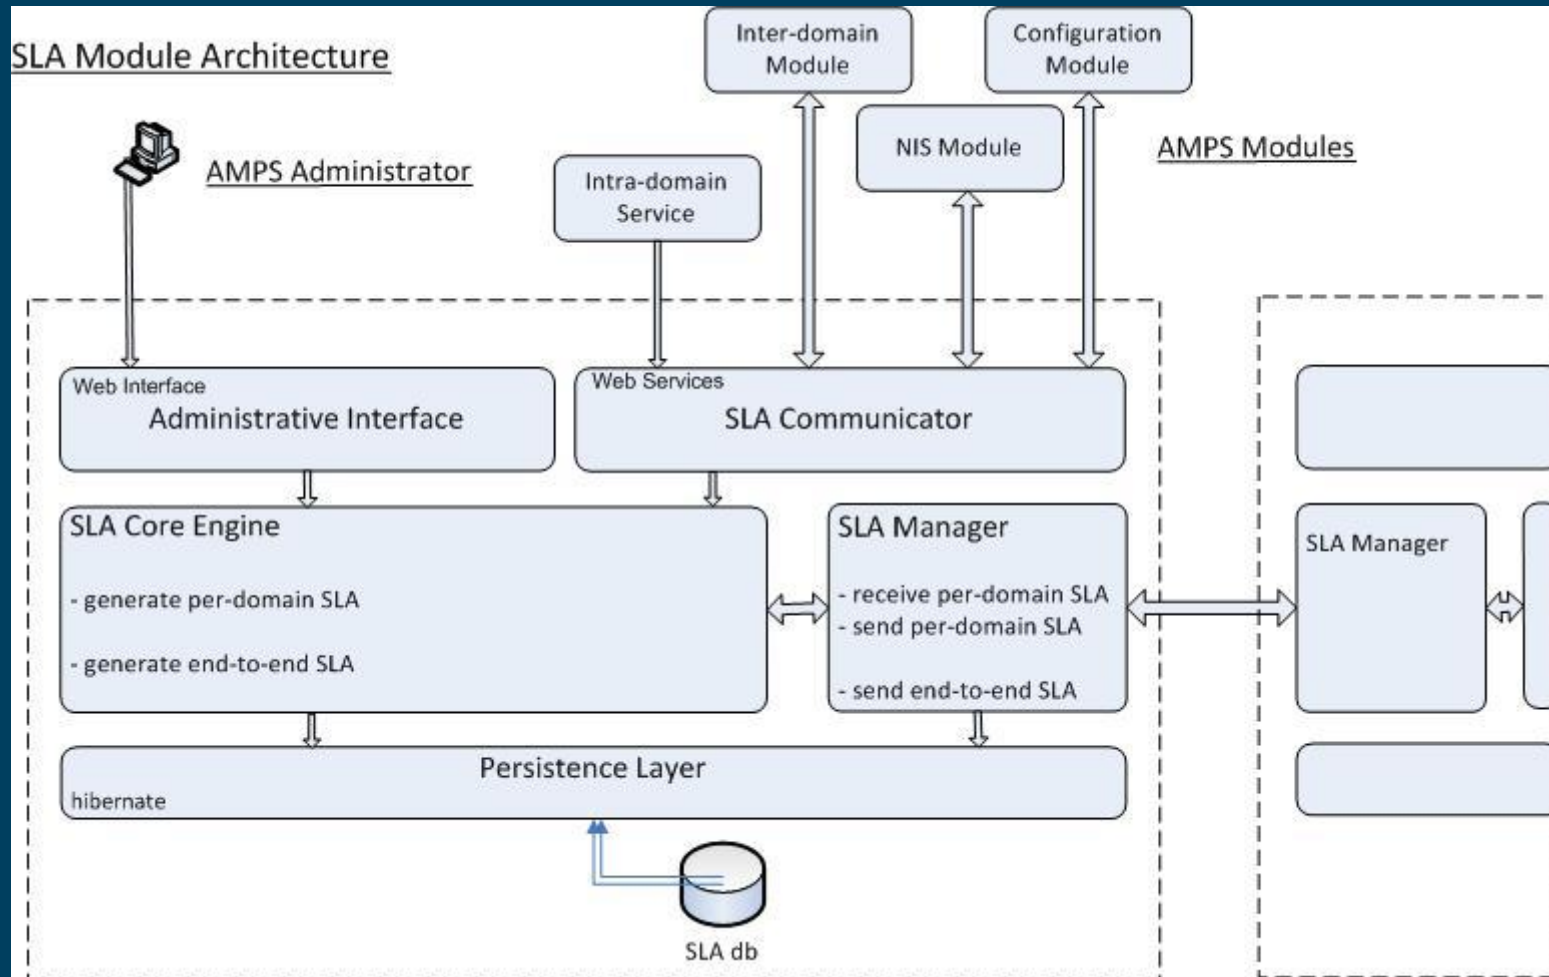 SLA Module Architecture
Inter-domain
Module
Configuration
Module
NIS Module
AMPS Modules
AMPS Administrator
Intra-domain
Service
Web Interface
Administrative Interface
Web Services
SLA Communicator
SLA Core Engine
- generate per-domain SLA
- generate end-to-end SLA
SLA Manager
- receive per-domain SLA
- send per-domain SLA
- send end-to-end SLA
SLA Manager
Persistence Layer
hibernate
SLA db